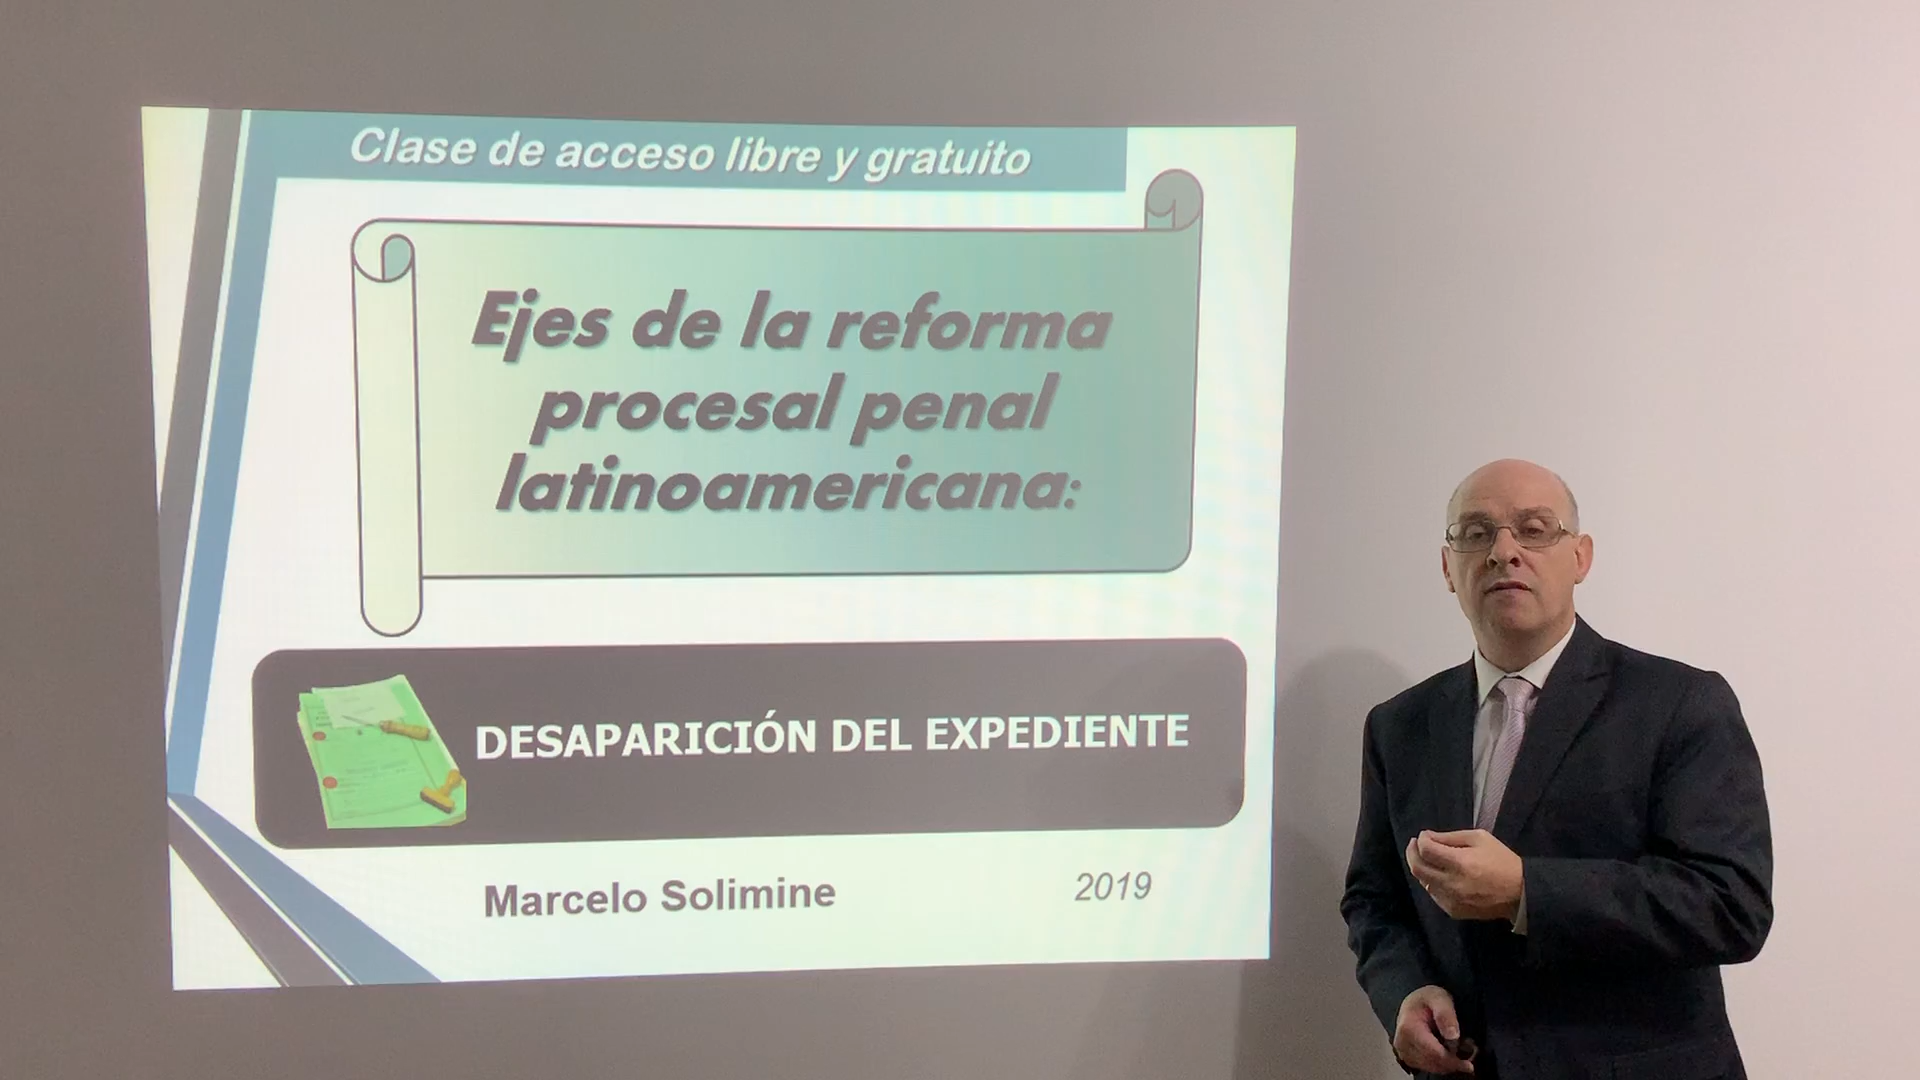 Clase de acceso libre y gratuito
Ejes de la reforma
procesal penal
latinoamericana:
DESAPARICIÓN DEL EXPEDIENTE
Marcelo Solimine
2019